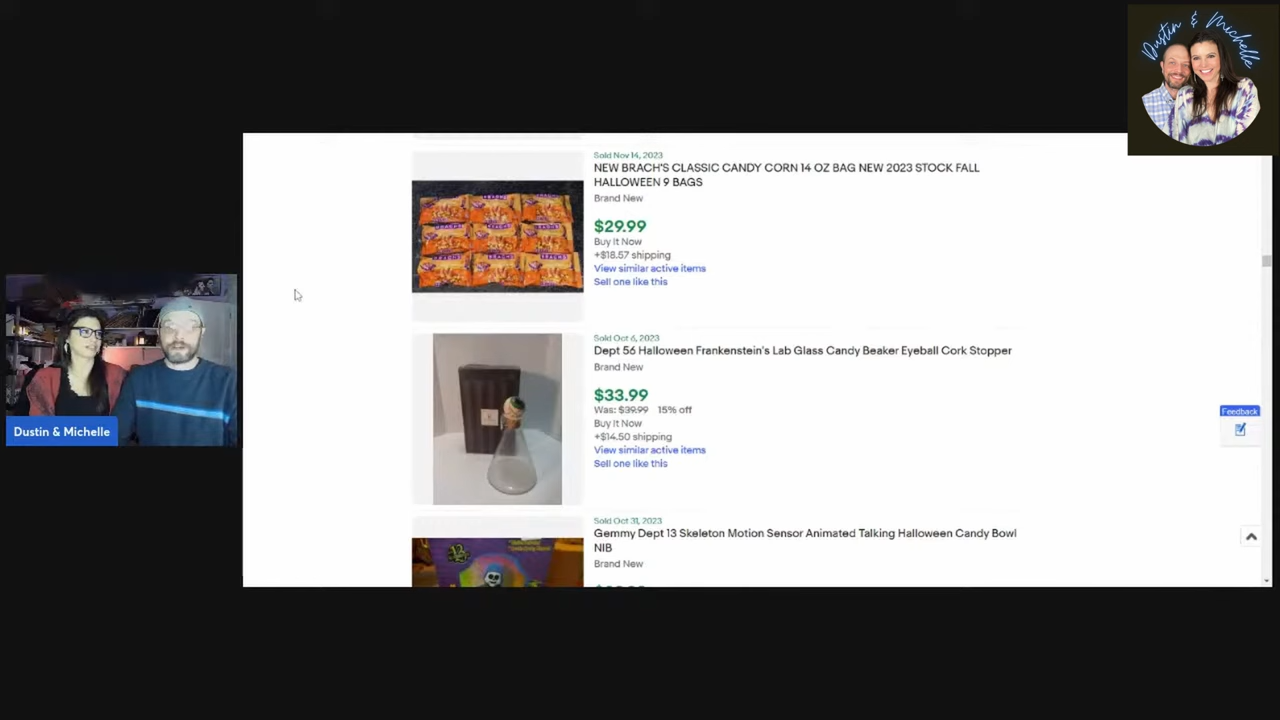 Dustin & Michelle
Sold Nov 14, 2023
NEW BRACH'S CLASSIC CANDY CORN 14 OZ BAG NEW 2023 STOCK FALL
HALLOWEEN 9 BAGS
Brand New
$29.99
Buy It Now
+$18.57 shipping
View similar active items
Sell one like this
Sold Oct 6, 2023
Dept 56 Halloween Frankenstein's Lab Glass Candy Beaker Eyeball Cork Stopper
Brand New
$33.99
Was: $39.99 15% off
Buy It Now
+$14.50 shipping
View similar active items
Sell one like this
Feedback
Dustin & Michelle
Sold Oct 31, 2023
Gemmy Dept 13 Skeleton Motion Sensor Animated Talking Halloween Candy Bowl
NIB
Brand New